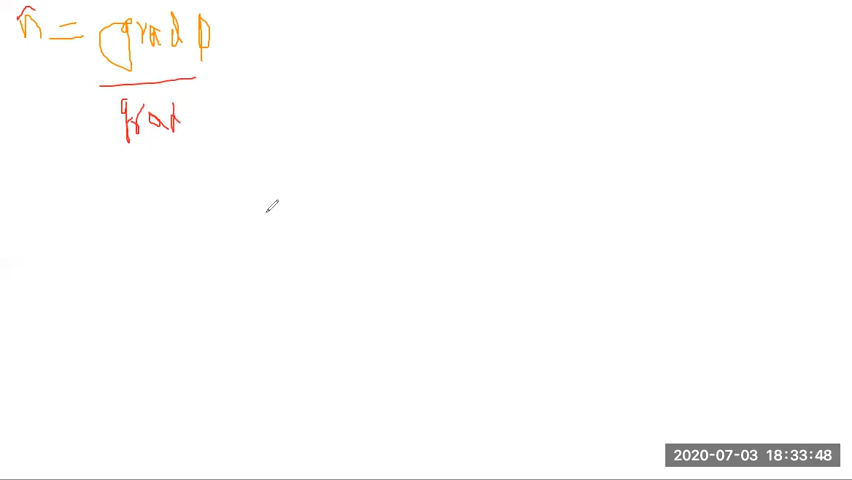 n̂ = grad p
grad
2020-07-03 18:33:48